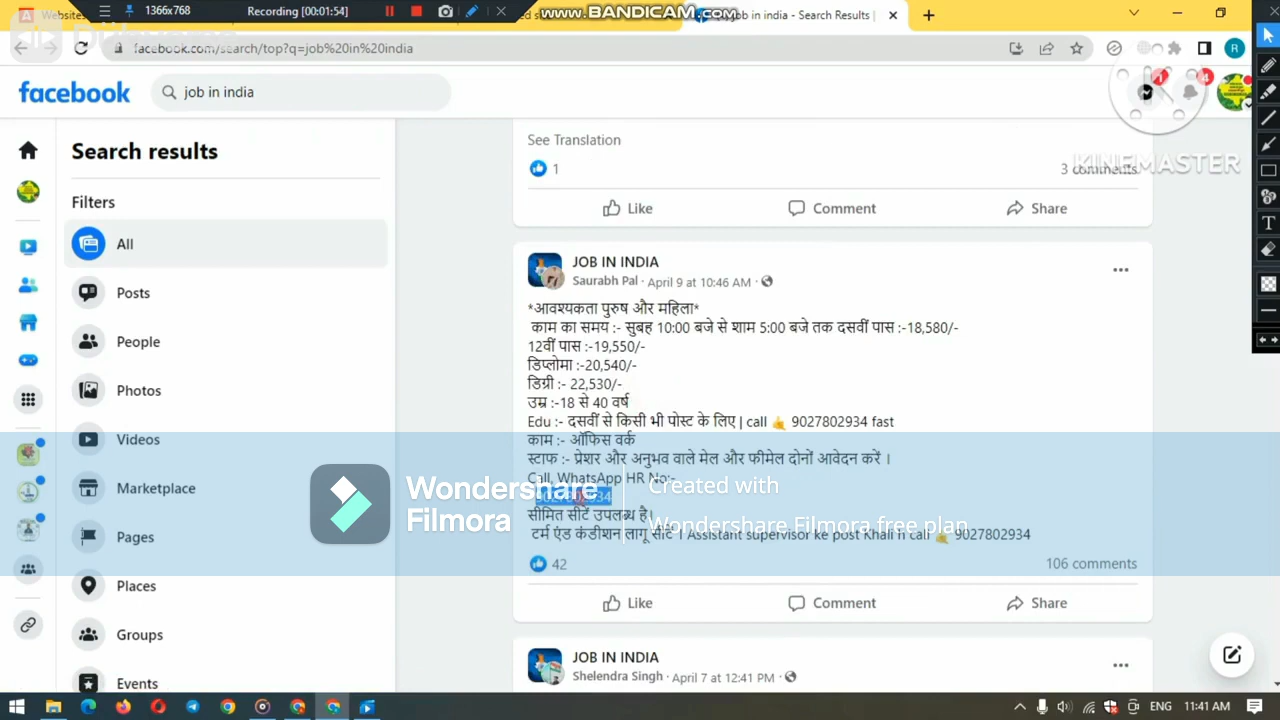 1366x768
Recording [00:01:54]
www.BANDICAM.com
job in india - Search Results |
facebook.com/search/top?q=job%20in%20india
R
facebook
job in india
4
KINEMASTER
Search results
Filters
All
Posts
People
Photos
Videos
Marketplace
Pages
Places
Groups
Events
See Translation
1
3 comments
Like
Comment
Share
JOB IN INDIA
Saurabh Pal · April 9 at 10:46 AM ·
*आवश्यकता पुरुष और महिला*
काम का समय :- सुबह 10:00 बजे से शाम 5:00 बजे तक दसवीं पास :-18,580/-
12वीं पास :-19,550/-
डिप्लोमा :-20,540/-
डिग्री :- 22,530/-
उम्र :-18 से 40 वर्ष
Edu :- दसवीं से किसी भी पोस्ट के लिए | call 🤙 9027802934 fast
काम :- ऑफिस वर्क
स्टाफ :- प्रेशर और अनुभव वाले मेल और फीमेल दोनों आवेदन करें ।
Call, WhatsApp HR No:-
9027802934
सीमित सीटें उपलब्ध है।
टर्म एंड कंडीशन लागू सीट । Assistant supervisor ke post Khali h call 🤙 9027802934
Wondershare
Filmora
Created with
Wondershare Filmora free plan
42
106 comments
Like
Comment
Share
JOB IN INDIA
Shelendra Singh · April 7 at 12:41 PM ·
ENG
11:41 AM